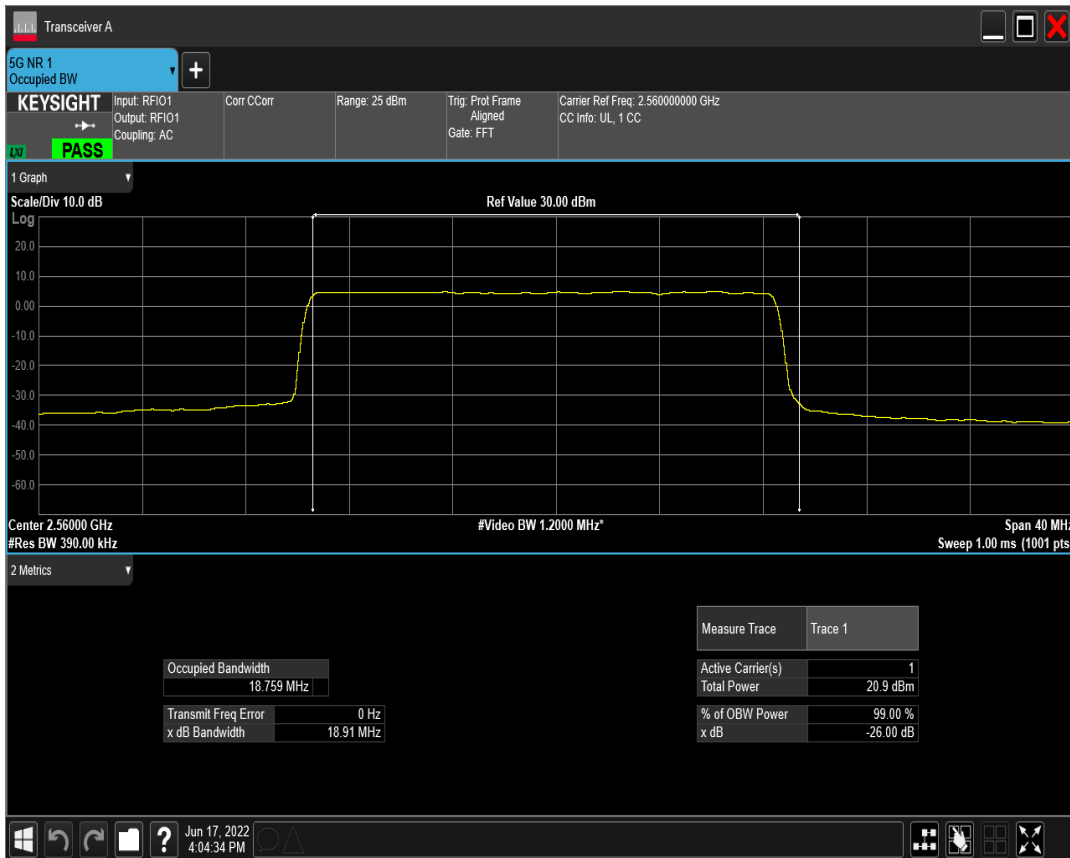 Transceiver A
5G NR 1
Occupied BW
+
KEYSIGHT
Input: RFIO1
Output: RFIO1
Coupling: AC
Corr CCorr
Range: 25 dBm
Trig: Prot Frame
Aligned
Gate: FFT
Carrier Ref Freq: 2.560000000 GHz
CC Info: UL, 1 CC
LXI
PASS
1 Graph
Scale/Div 10.0 dB
Ref Value 30.00 dBm
Log
20.0
10.0
0.00
-10.0
-20.0
-30.0
-40.0
-50.0
-60.0
Center 2.56000 GHz
#Video BW 1.2000 MHz*
Span 40 MHz
#Res BW 390.00 kHz
Sweep 1.00 ms (1001 pts
2 Metrics
Measure Trace Trace 1
Occupied Bandwidth
18.759 MHz
Active Carrier(s) 1
Total Power 20.9 dBm
Transmit Freq Error 0 Hz
x dB Bandwidth 18.91 MHz
% of OBW Power 99.00 %
x dB -26.00 dB
?
Jun 17, 2022
4:04:34 PM